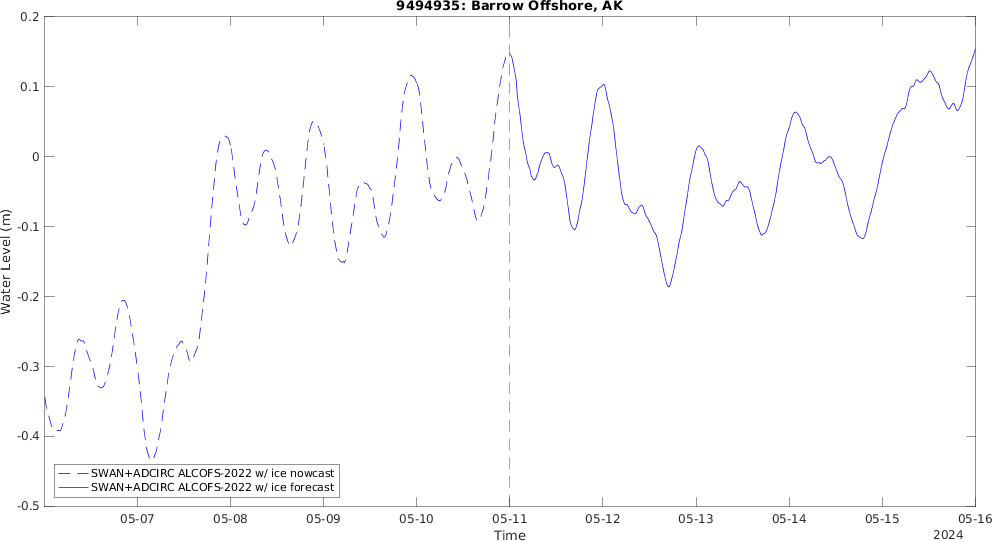 9494935: Barrow Offshore, AK
0.2
0.1
0
-0.1
-0.2
-0.3
-0.4
-0.5
Water Level (m)
SWAN+ADCIRC ALCOFS-2022 w/ ice nowcast
SWAN+ADCIRC ALCOFS-2022 w/ ice forecast
05-07 05-08 05-09 05-10 05-11 05-12 05-13 05-14 05-15 05-16
Time
2024